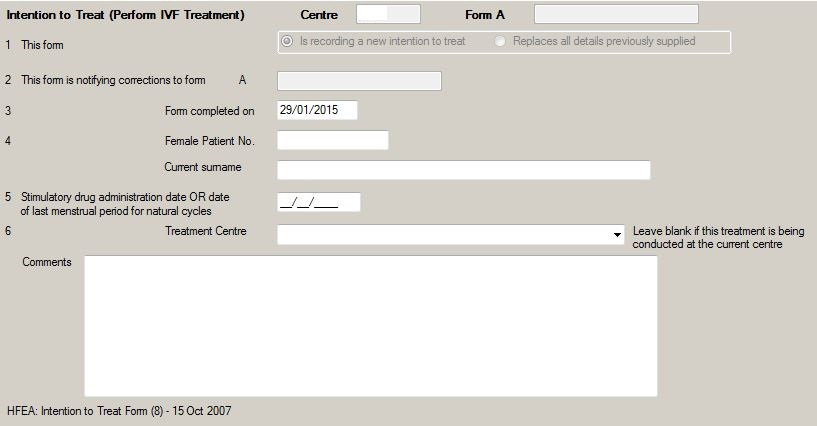 Intention to Treat (Perform IVF Treatment) Centre Form A
1 This form Is recording a new intention to treat Replaces all details previously supplied
2 This form is notifying corrections to form A
3 Form completed on 29/01/2015
4 Female Patient No.
Current surname
5 Stimulatory drug administration date OR date
of last menstrual period for natural cycles __/__/____
6 Treatment Centre Leave blank if this treatment is being
conducted at the current centre
Comments
HFEA: Intention to Treat Form (8) - 15 Oct 2007